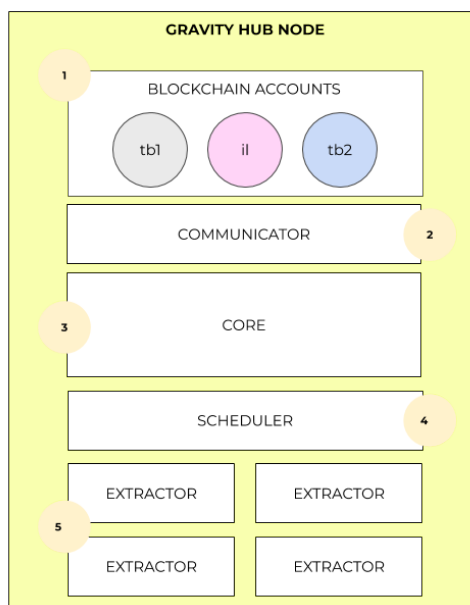 GRAVITY HUB NODE
1
BLOCKCHAIN ACCOUNTS
tb1 il tb2
COMMUNICATOR 2
3 CORE
SCHEDULER 4
EXTRACTOR EXTRACTOR
5
EXTRACTOR EXTRACTOR